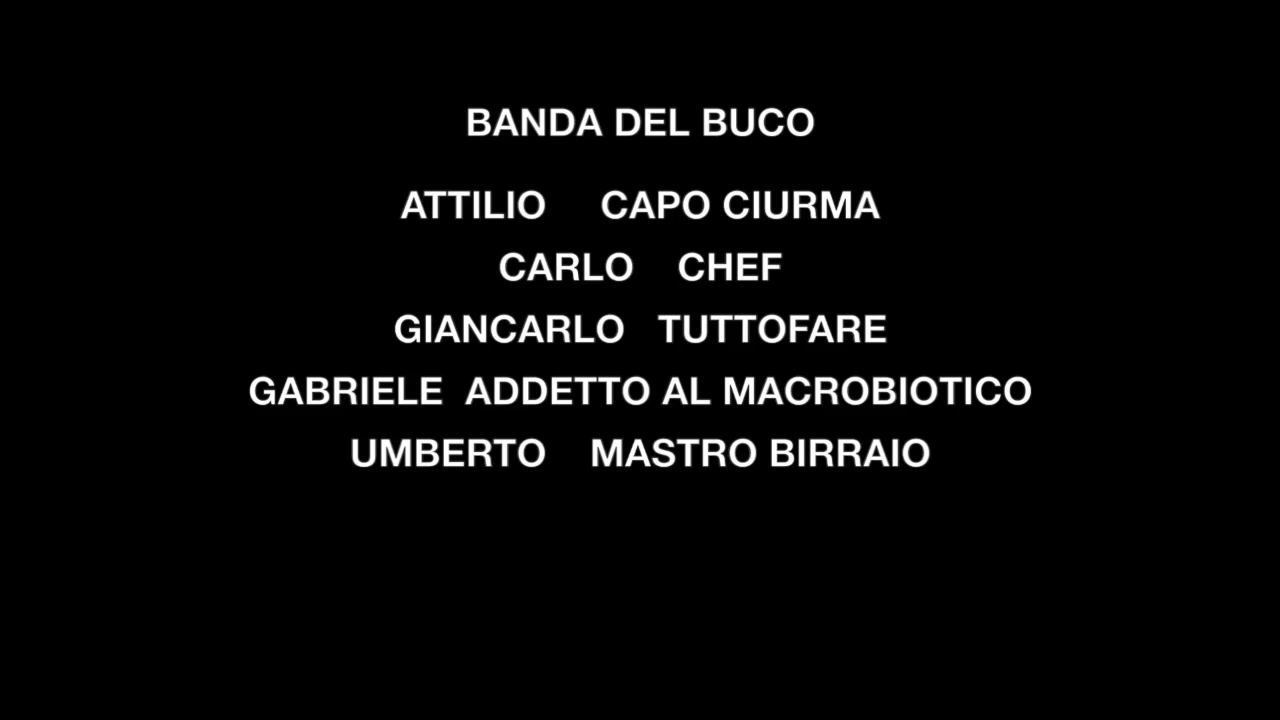 BANDA DEL BUCO
ATTILIO CAPO CIURMA
CARLO CHEF
GIANCARLO TUTTOFARE
GABRIELE ADDETTO AL MACROBIOTICO
UMBERTO MASTRO BIRRAIO